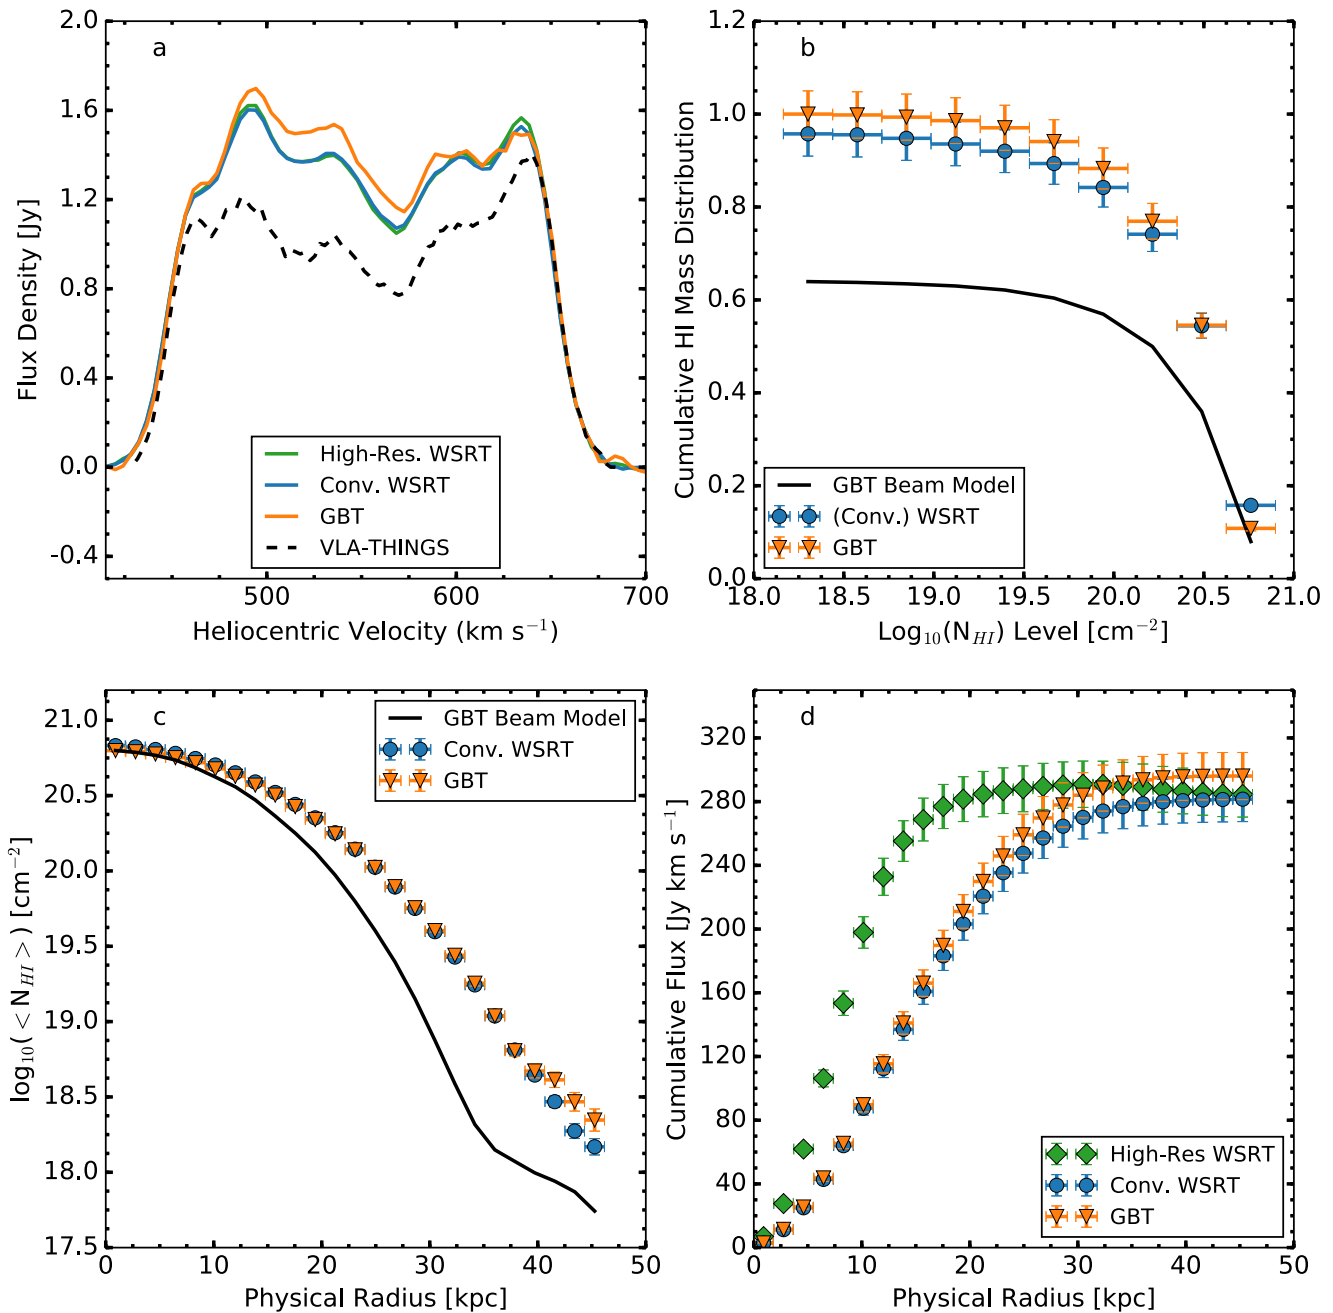 a
2.0
1.6
1.2
0.8
0.4
0.0
-0.4
Flux Density [Jy]
High-Res. WSRT
Conv. WSRT
GBT
VLA-THINGS
500 600 700
Heliocentric Velocity (km s⁻¹)
b
1.2
1.0
0.8
0.6
0.4
0.2
0.0
Cumulative HI Mass Distribution
GBT Beam Model
(Conv.) WSRT
GBT
18.0 18.5 19.0 19.5 20.0 20.5 21.0
Log₁₀(N_HI) Level [cm⁻²]
c
21.0
20.5
20.0
19.5
19.0
18.5
18.0
17.5
log₁₀(< N_HI >) [cm⁻²]
GBT Beam Model
Conv. WSRT
GBT
0 10 20 30 40 50
Physical Radius [kpc]
d
320
280
240
200
160
120
80
40
0
Cumulative Flux [Jy km s⁻¹]
High-Res WSRT
Conv. WSRT
GBT
0 10 20 30 40 50
Physical Radius [kpc]